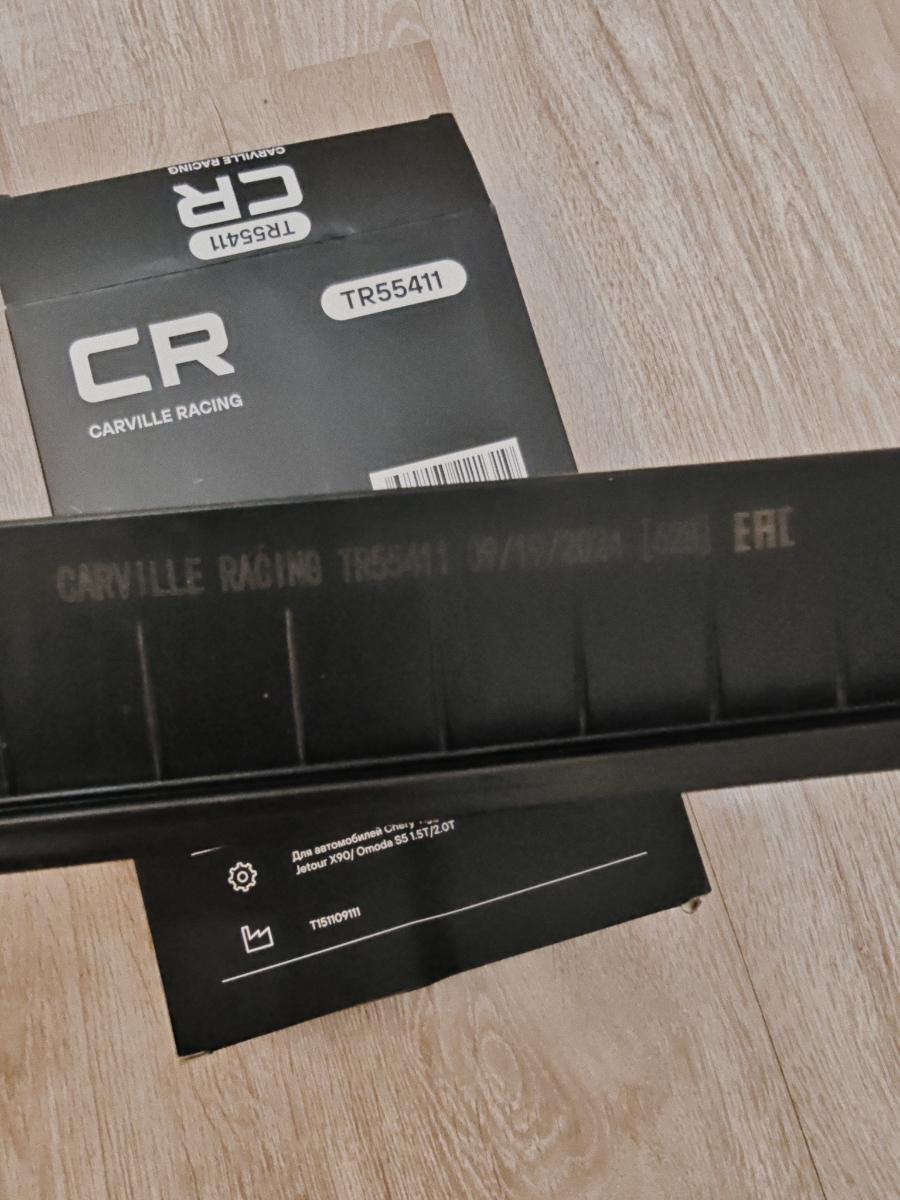 CARVILLE RACING
CR
TR55411
TR55411
CR
CARVILLE RACING
CARVILLE RACING TR55411 09/19/2024 EAC
Для автомобилей Chery
Jetour X90/ Omoda S5 1.5T/2.0T
T151109111